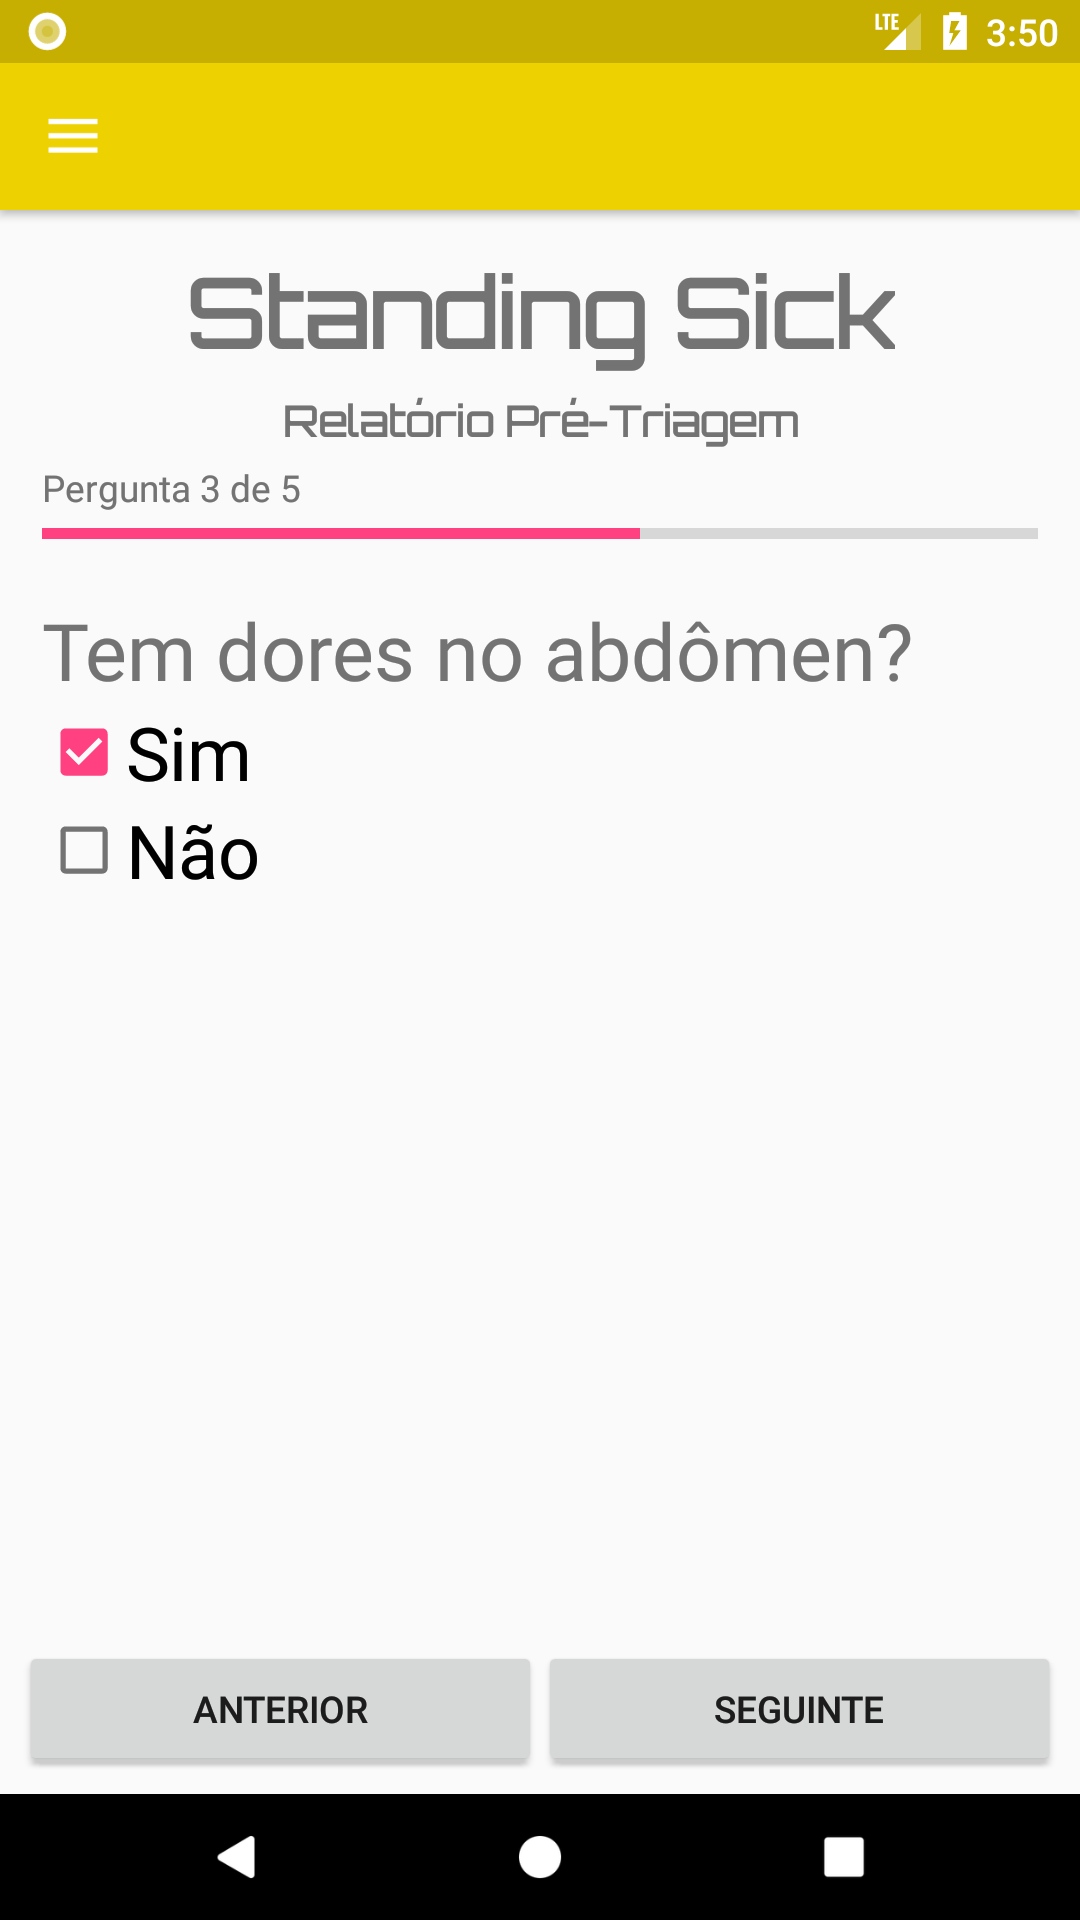 LTE 3:50
Standing Sick
Relatório Pré-Triagem
Pergunta 3 de 5
Tem dores no abdômen?
Sim
Não
ANTERIOR SEGUINTE